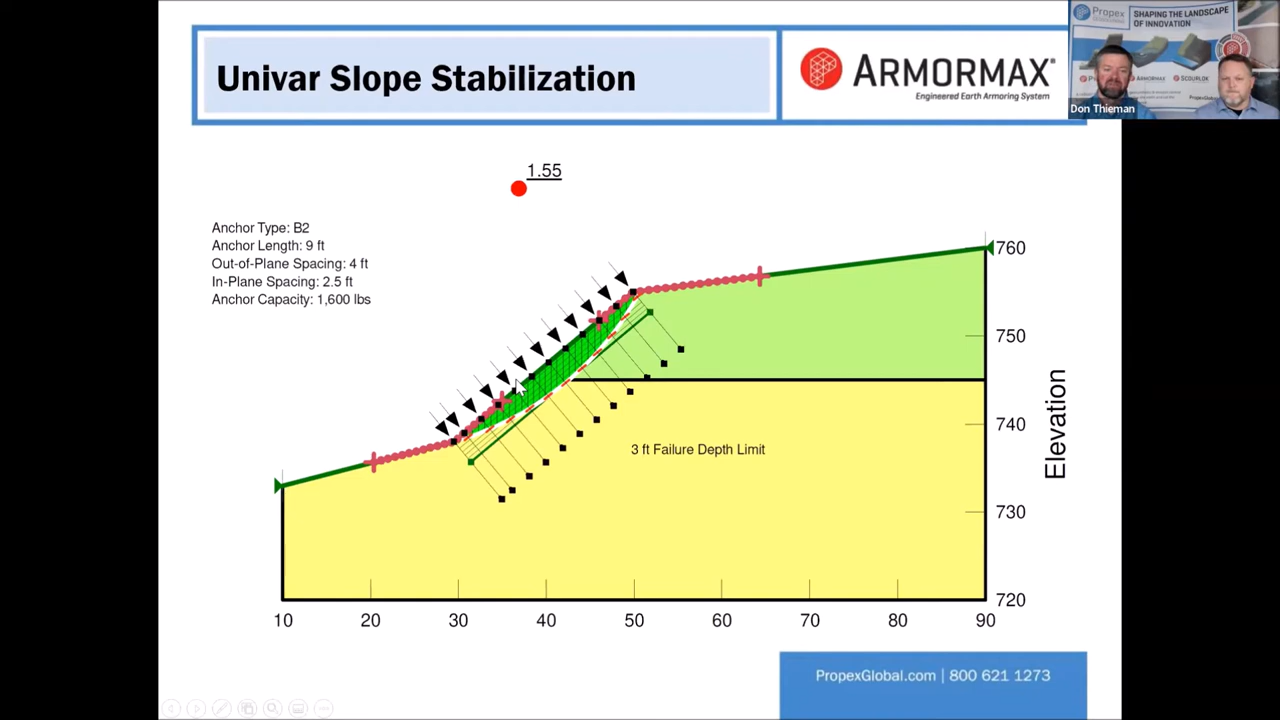 Univar Slope Stabilization
ARMORMAX®
Engineered Earth Armoring System
Propex
SHAPING THE LANDSCAPE
OF INNOVATION
ARMORMAX
SCOURLOK
Don Thieman
1.55
Anchor Type: B2
Anchor Length: 9 ft
Out-of-Plane Spacing: 4 ft
In-Plane Spacing: 2.5 ft
Anchor Capacity: 1,600 lbs
760
750
740
730
720
Elevation
3 ft Failure Depth Limit
10 20 30 40 50 60 70 80 90
PropexGlobal.com | 800 621 1273